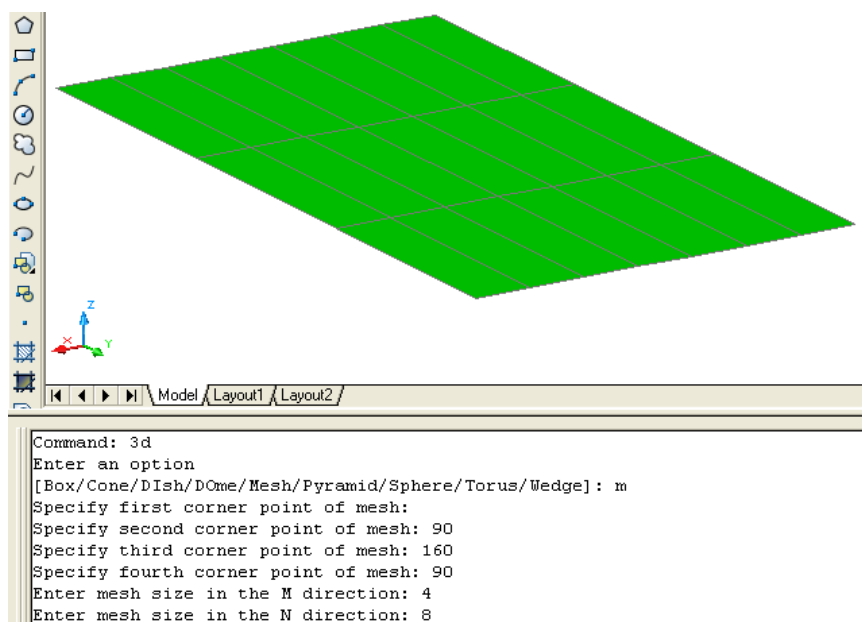 Z
X
Y
Model
Layout1
Layout2
Command: 3d
Enter an option
[Box/Cone/DIsh/DOme/Mesh/Pyramid/Sphere/Torus/Wedge]: m
Specify first corner point of mesh:
Specify second corner point of mesh: 90
Specify third corner point of mesh: 160
Specify fourth corner point of mesh: 90
Enter mesh size in the M direction: 4
Enter mesh size in the N direction: 8